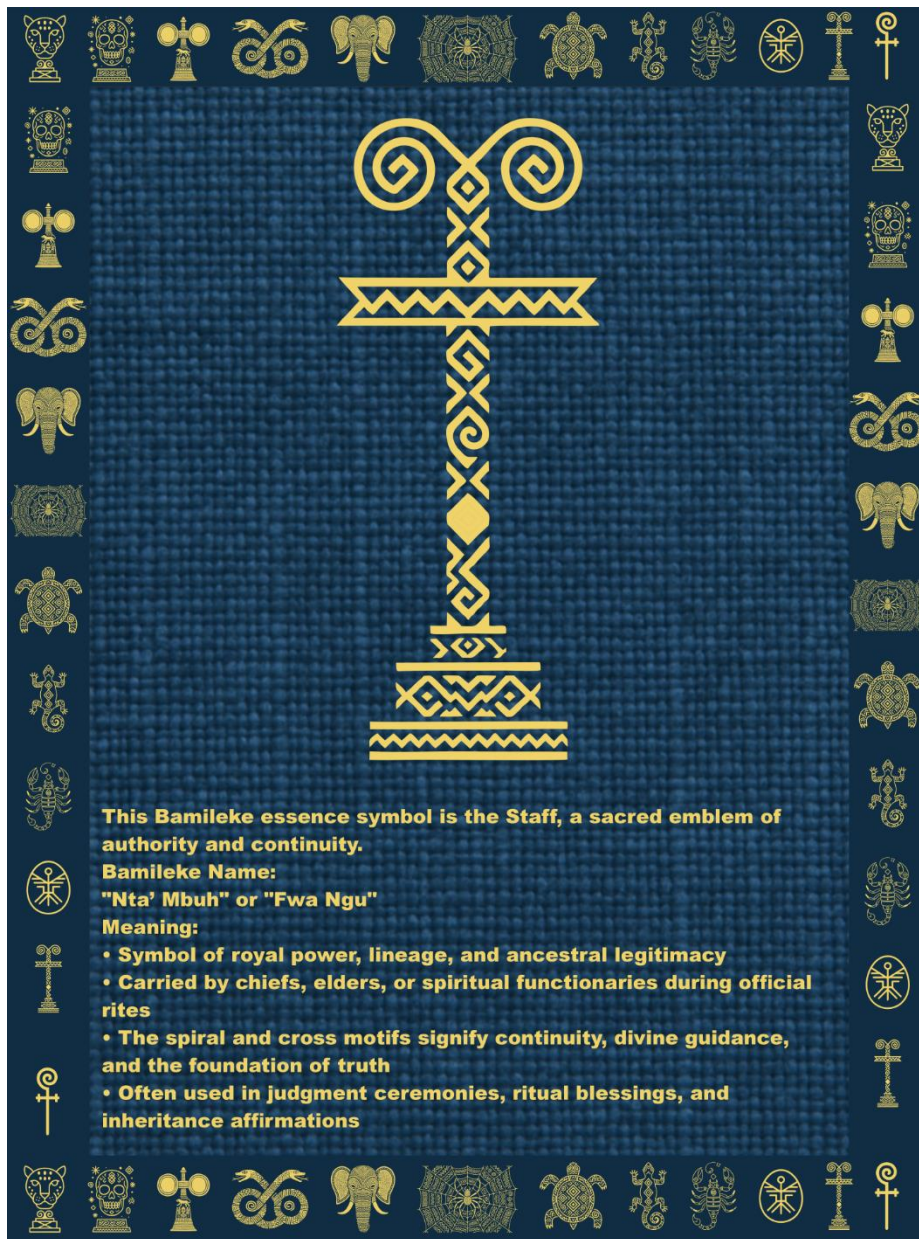 This Bamileke essence symbol is the Staff, a sacred emblem of
authority and continuity.
Bamileke Name:
"Nta’ Mbuh" or "Fwa Ngu"
Meaning:
• Symbol of royal power, lineage, and ancestral legitimacy
• Carried by chiefs, elders, or spiritual functionaries during official
rites
• The spiral and cross motifs signify continuity, divine guidance,
and the foundation of truth
• Often used in judgment ceremonies, ritual blessings, and
inheritance affirmations